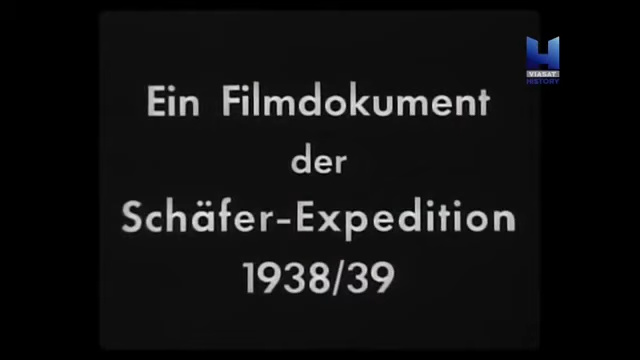 Ein Filmdokument
der
Schäfer-Expedition
1938/39
VIASAT
HISTORY